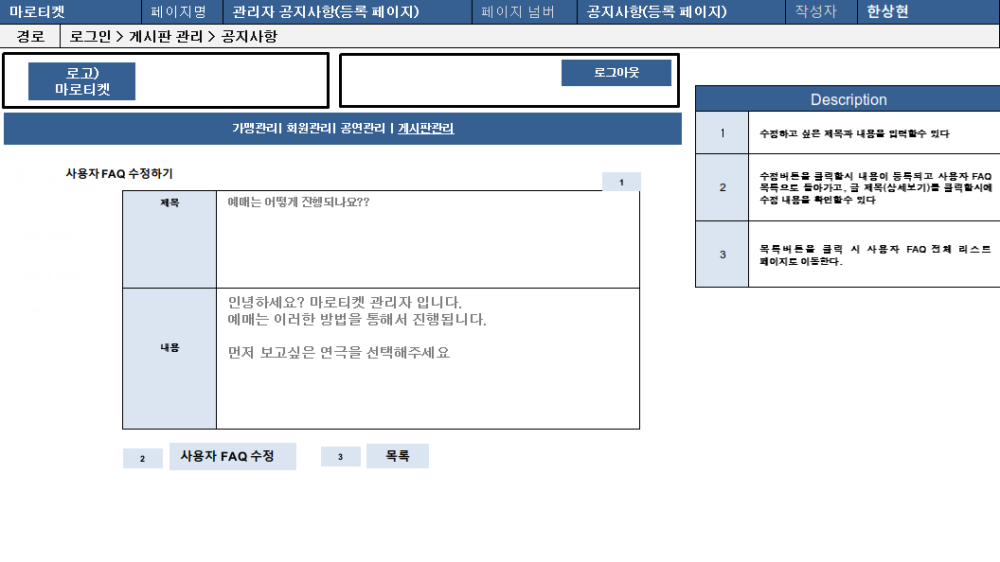 마로티켓 페이지명 관리자 공지사항(등록 페이지) 페이지 넘버 공지사항(등록 페이지) 작성자 한상현
경로 로그인 > 게시판 관리 > 공지사항
로고)
마로티켓
로그아웃
가맹관리| 회원관리| 공연관리 | 게시판관리
사용자 FAQ 수정하기
1
제목 예매는 어떻게 진행되나요??
내용
인녕하세요? 마로티켓 관리자 입니다.
예매는 이러한 방법을 통해서 진행됩니다.
먼저 보고싶은 연극을 선택해주세요
2 사용자 FAQ 수정 3 목록
Description
1 수정하고 싶은 제목과 내용을 입력할수 있다
2
수정버튼을 클릭할시 내용이 등록되고 사용자 FAQ
목록으로 돌아가고, 글 제목(상세보기)를 클릭할시에
수정 내용을 확인할수 있다
3
목록버튼을 클릭 시 사용자 FAQ 전체 리스트
페이지로 이동한다.